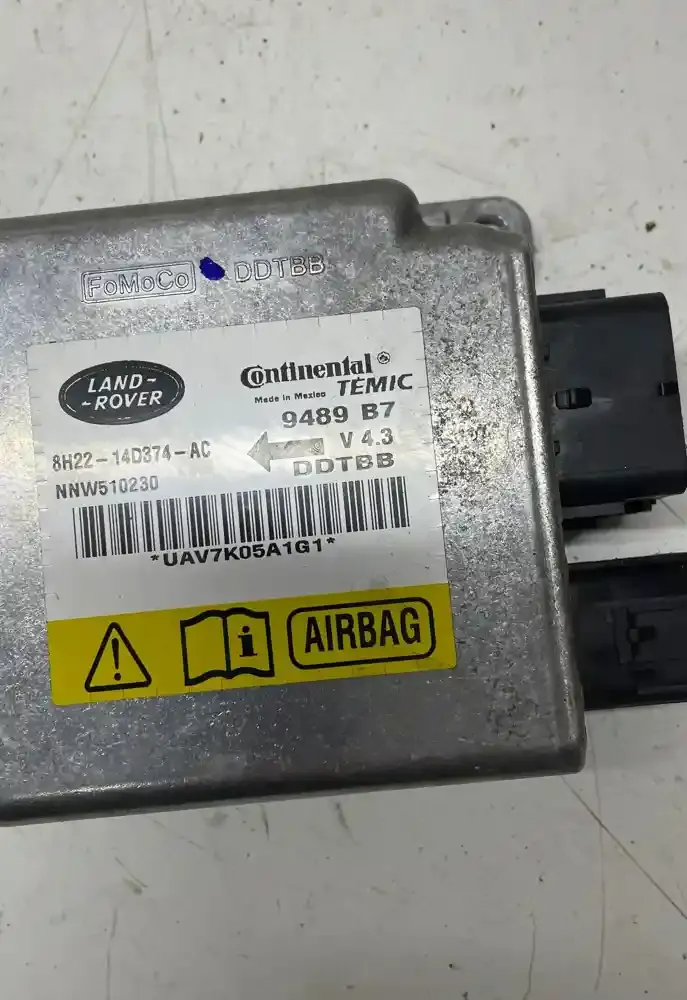 FoMoCo DDTBB
LAND-
-ROVER
Continental
TEMIC
Made in Mexico
9489 B7
8H22-14D374-AC
V 4.3
NNW510230
DDTBB
*UAV7K05A1G1*
AIRBAG